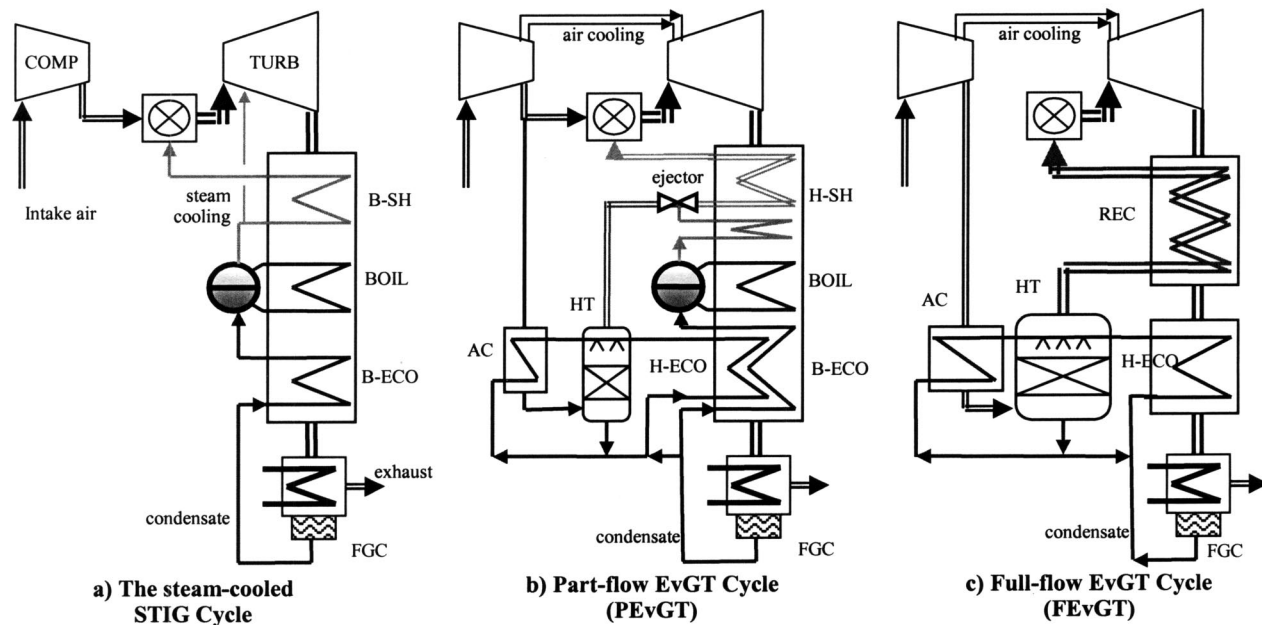 COMP
TURB
Intake air
steam
cooling
B-SH
BOIL
B-ECO
exhaust
condensate
FGC
a) The steam-cooled
STIG Cycle
air cooling
ejector
H-SH
HT
BOIL
AC
H-ECO
B-ECO
condensate
FGC
b) Part-flow EvGT Cycle
(PEvGT)
air cooling
REC
HT
AC
H-ECO
condensate
FGC
c) Full-flow EvGT Cycle
(FEvGT)